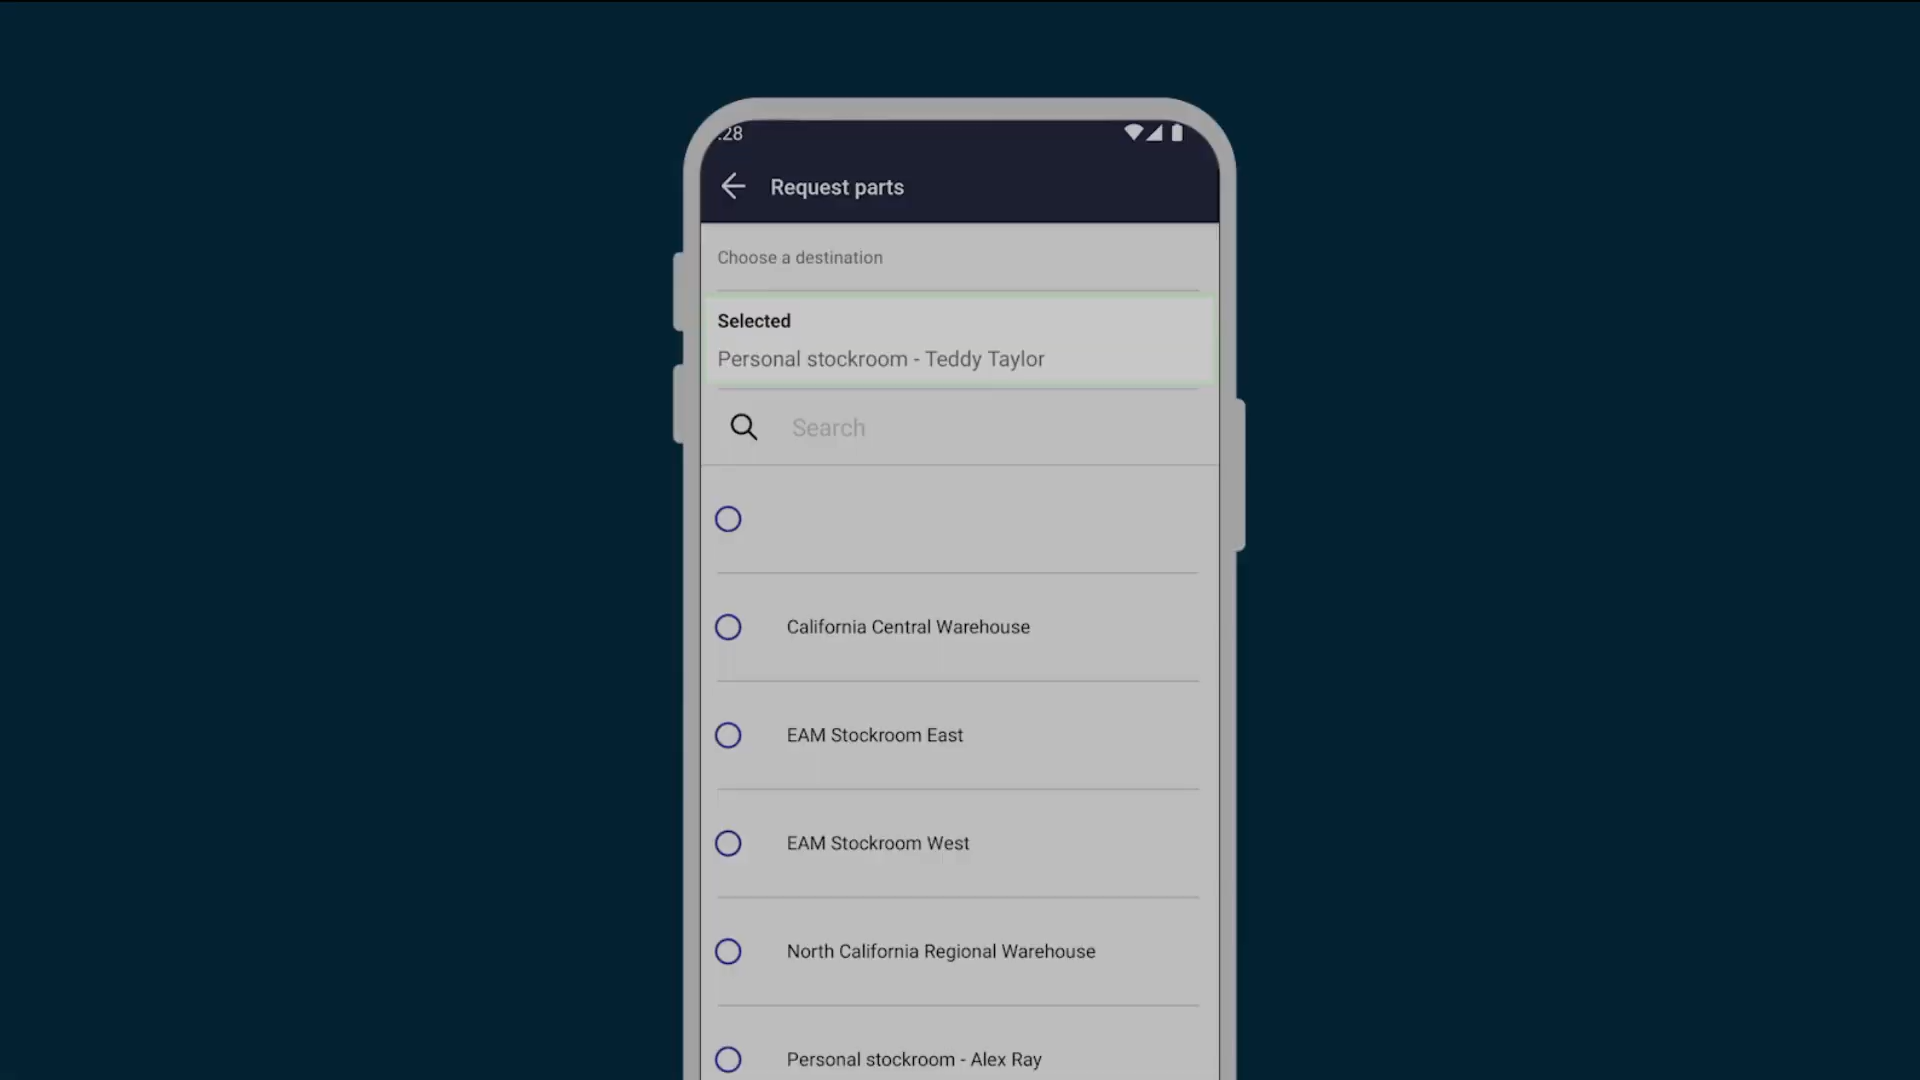 :28
Request parts
Choose a destination
Selected
Personal stockroom - Teddy Taylor
Search
California Central Warehouse
EAM Stockroom East
EAM Stockroom West
North California Regional Warehouse
Personal stockroom - Alex Ray